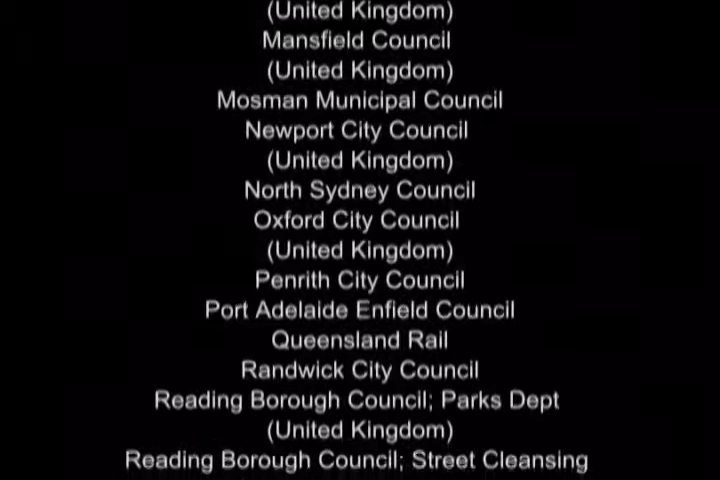 (United Kingdom)
Mansfield Council
(United Kingdom)
Mosman Municipal Council
Newport City Council
(United Kingdom)
North Sydney Council
Oxford City Council
(United Kingdom)
Penrith City Council
Port Adelaide Enfield Council
Queensland Rail
Randwick City Council
Reading Borough Council; Parks Dept
(United Kingdom)
Reading Borough Council; Street Cleansing